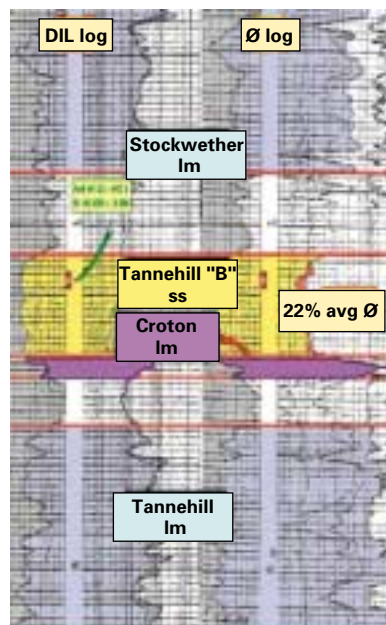 DIL log
Ø log
Stockwether
lm
Tannehill "B"
ss
22% avg Ø
Croton
lm
Tannehill
lm